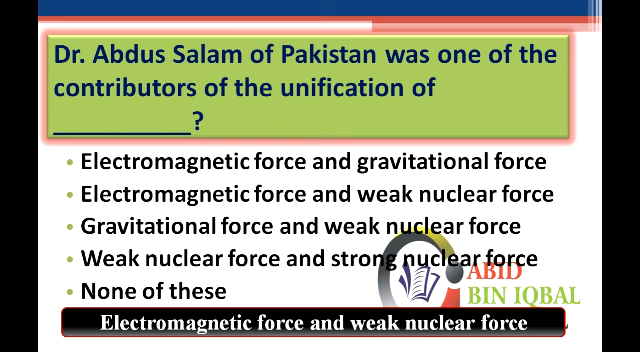 Dr. Abdus Salam of Pakistan was one of the
contributors of the unification of
__________?
• Electromagnetic force and gravitational force
• Electromagnetic force and weak nuclear force
• Gravitational force and weak nuclear force
• Weak nuclear force and strong nuclear force
ABID
• None of these
BIN IQBAL
Electromagnetic force and weak nuclear force